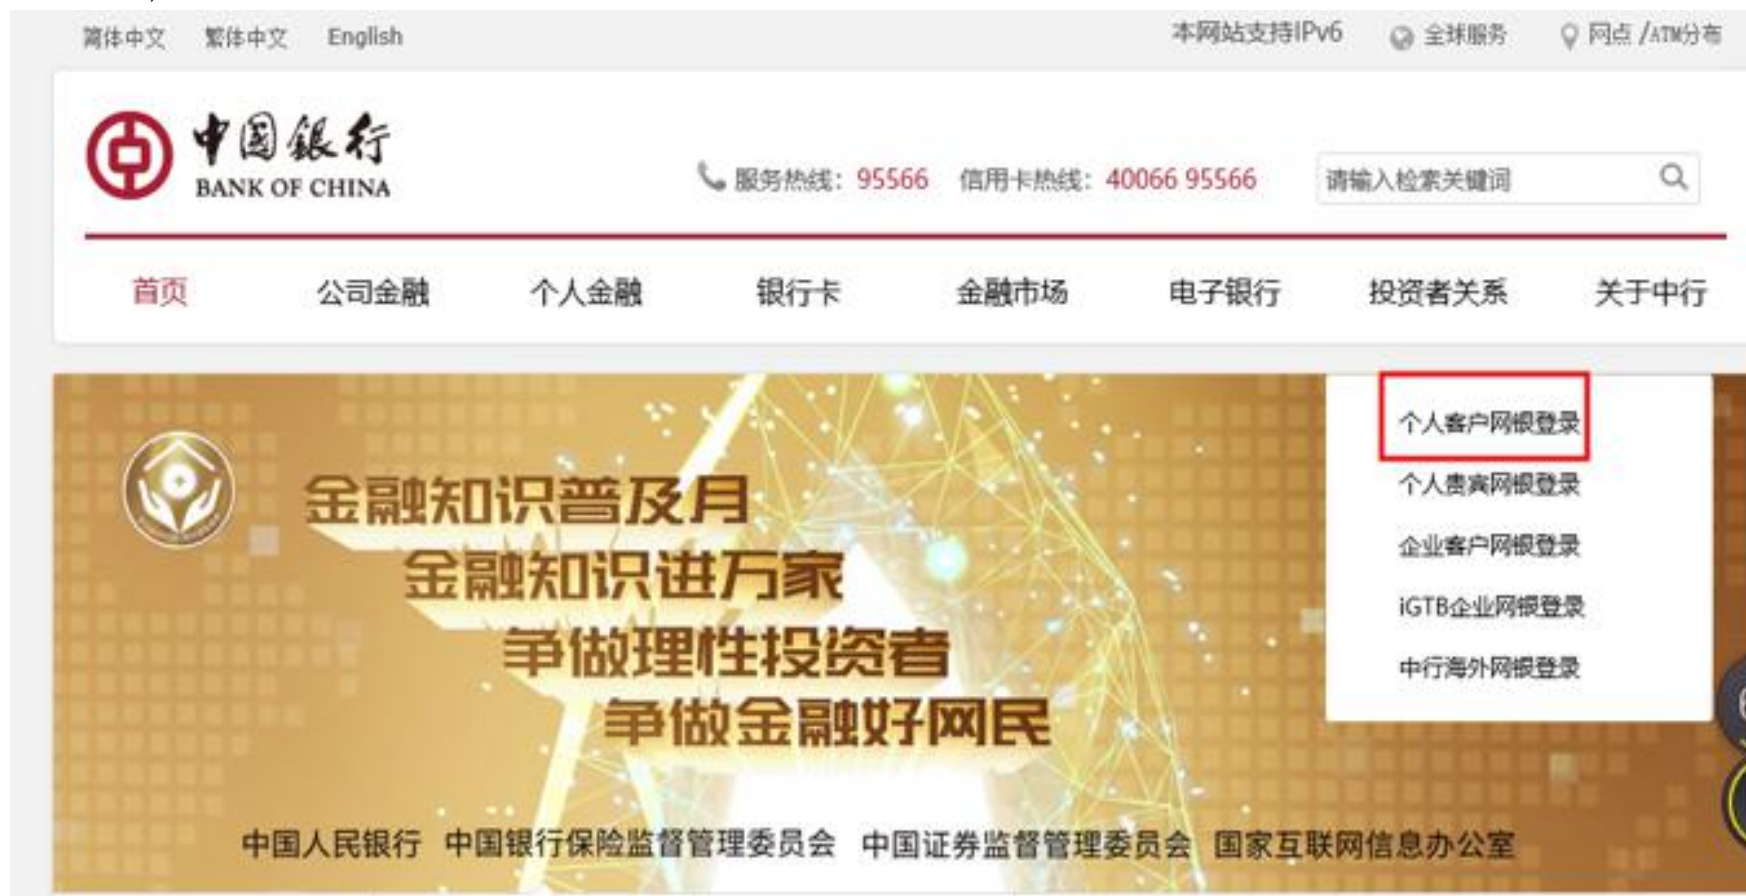 简体中文 繁体中文 English 本网站支持IPv6 全球服务 网点 /ATM分布
中国銀行
BANK OF CHINA
服务热线：95566 信用卡热线：40066 95566 请输入检索关键词
首页 公司金融 个人金融 银行卡 金融市场 电子银行 投资者关系 关于中行
个人客户网银登录
个人贵宾网银登录
企业客户网银登录
iGTB企业网银登录
中行海外网银登录
金融知识普及月
金融知识进万家
争做理性投资者
争做金融好网民
中国人民银行 中国银行保险监督管理委员会 中国证券监督管理委员会 国家互联网信息办公室